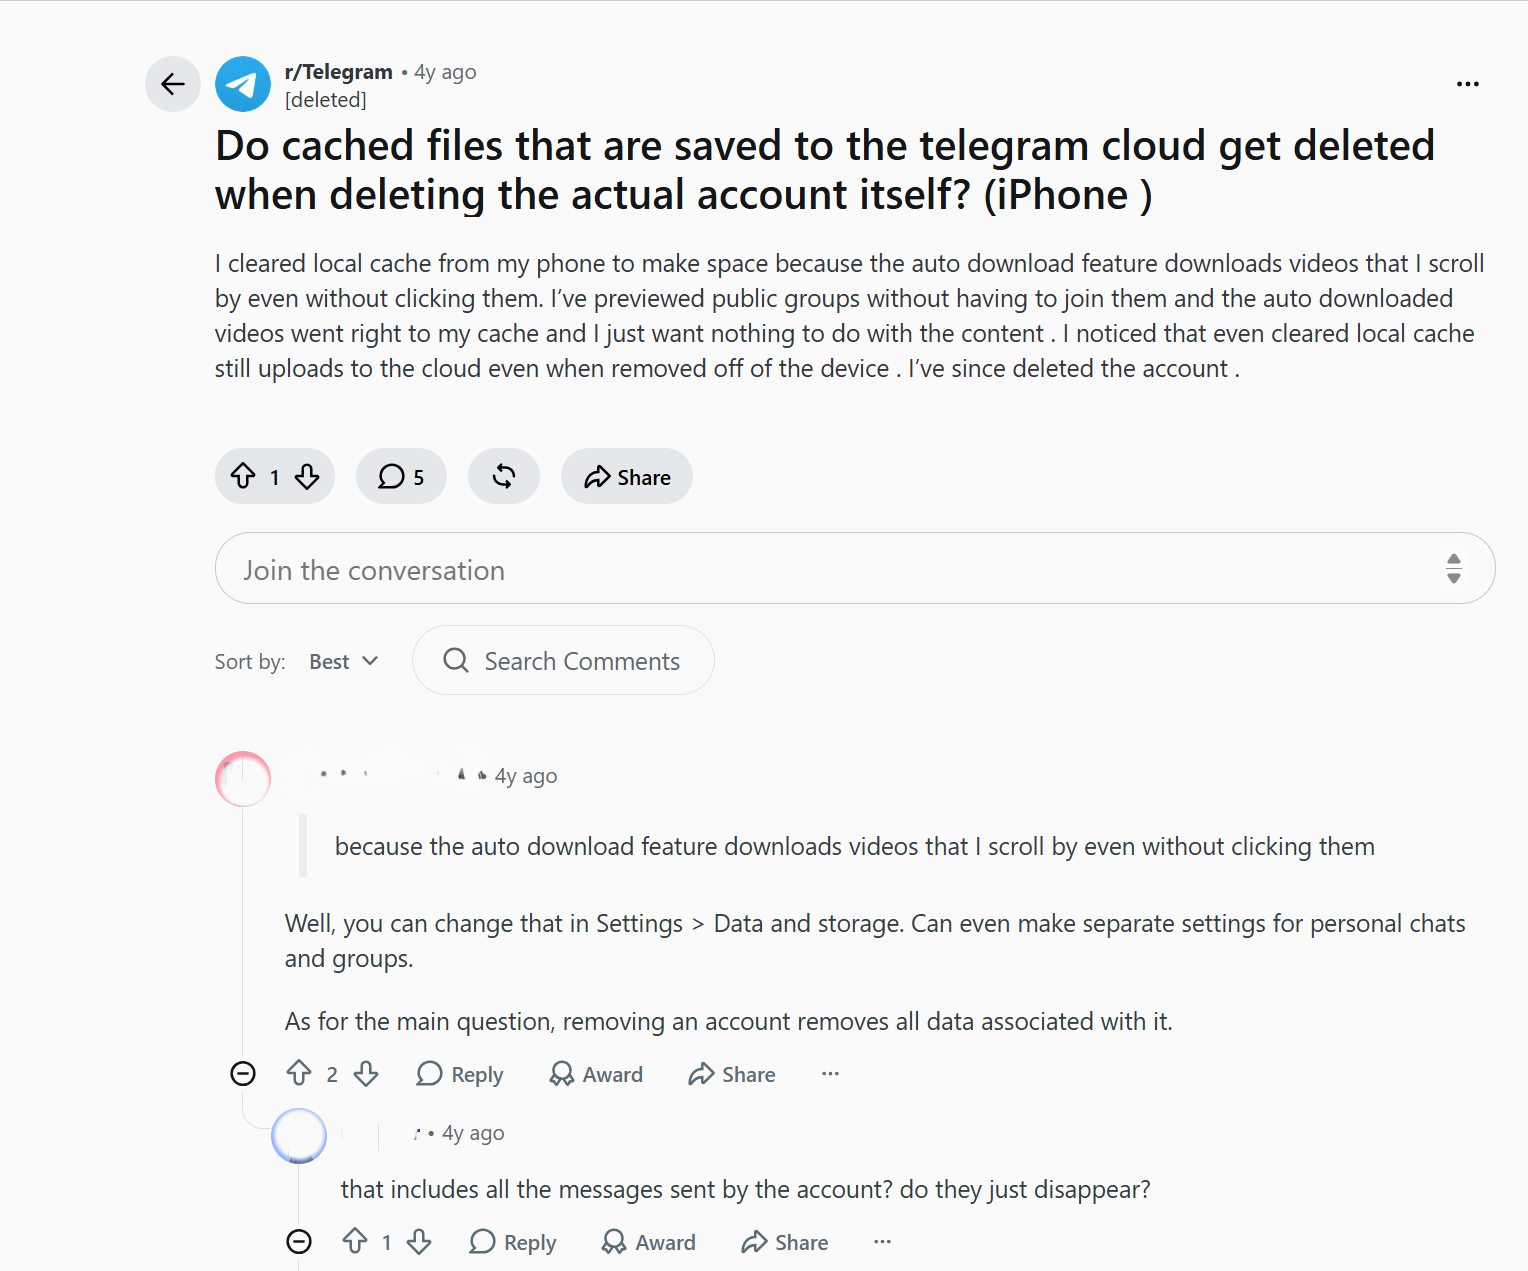 r/Telegram • 4y ago
[deleted]
Do cached files that are saved to the telegram cloud get deleted
when deleting the actual account itself? (iPhone )
I cleared local cache from my phone to make space because the auto download feature downloads videos that I scroll
by even without clicking them. I’ve previewed public groups without having to join them and the auto downloaded
videos went right to my cache and I just want nothing to do with the content . I noticed that even cleared local cache
still uploads to the cloud even when removed off of the device . I’ve since deleted the account .
1
5
Share
Join the conversation
Sort by: Best
Search Comments
4y ago
because the auto download feature downloads videos that I scroll by even without clicking them
Well, you can change that in Settings > Data and storage. Can even make separate settings for personal chats
and groups.
As for the main question, removing an account removes all data associated with it.
2 Reply Award Share
• 4y ago
that includes all the messages sent by the account? do they just disappear?
1 Reply Award Share